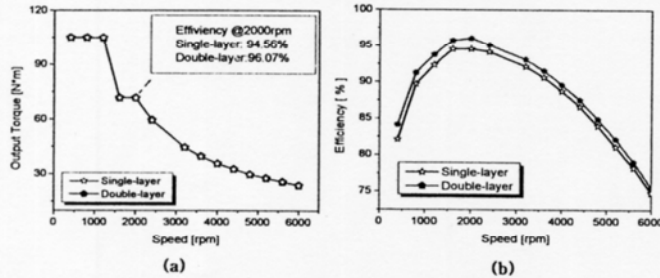 120
90
60
30
Output Torque [N*m]
Effiviency @2000rpm
Single-layer: 94.56%
Double-layer:96.07%
Single-layer
Double-layer
0 1000 2000 3000 4000 5000 6000
Speed [rpm]
(a)
100
95
90
85
80
75
Efficiency [ % ]
Single-layer
Double-layer
0 1000 2000 3000 4000 5000 6000
Speed [rpm]
(b)